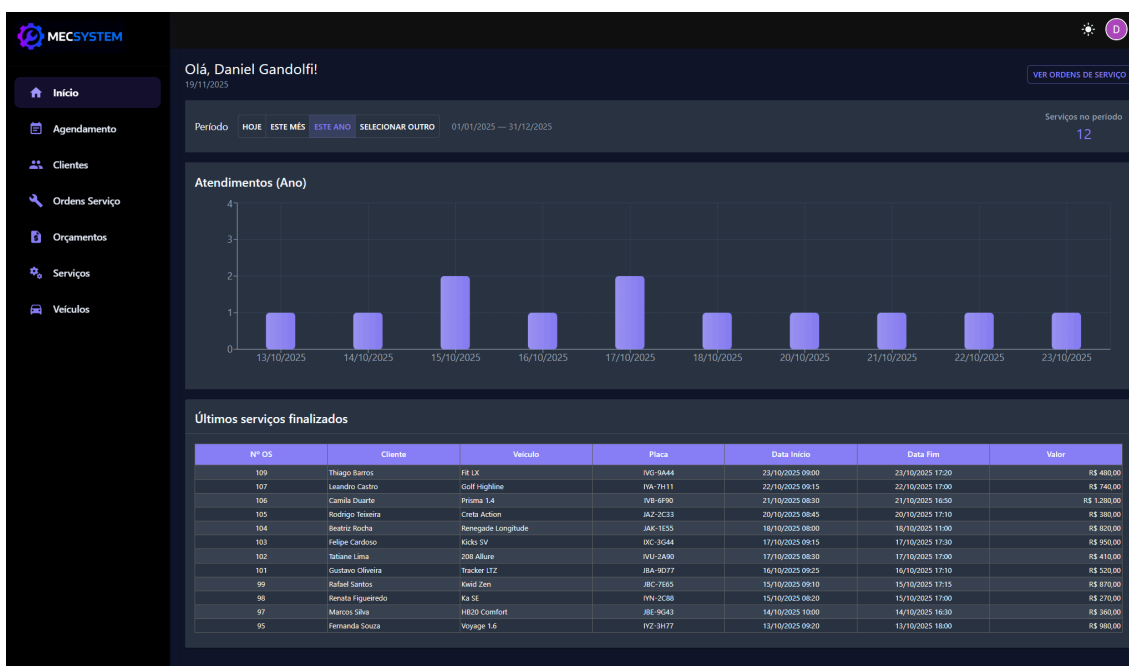 MECSYSTEM
D
Início
Agendamento
Clientes
Ordens Serviço
Orçamentos
Serviços
Veículos
Olá, Daniel Gandolfi!
19/11/2025
VER ORDENS DE SERVIÇO
Período HOJE ESTE MÊS ESTE ANO SELECIONAR OUTRO 01/01/2025 — 31/12/2025
Serviços no período
12
Atendimentos (Ano)
4
3
2
1
0
13/10/2025 14/10/2025 15/10/2025 16/10/2025 17/10/2025 18/10/2025 20/10/2025 21/10/2025 22/10/2025 23/10/2025
Últimos serviços finalizados
Nº OS Cliente Veículo Placa Data Início Data Fim Valor
109 Thiago Barros Fit LX IVG-9A44 23/10/2025 09:00 23/10/2025 17:20 R$ 480,00
107 Leandro Castro Golf Highline IYA-7H11 22/10/2025 09:15 22/10/2025 17:00 R$ 740,00
106 Camila Duarte Prisma 1.4 IVB-6F90 21/10/2025 08:30 21/10/2025 16:50 R$ 1.280,00
105 Rodrigo Teixeira Creta Action JAZ-2C33 20/10/2025 08:45 20/10/2025 17:10 R$ 380,00
104 Beatriz Rocha Renegade Longitude JAK-1E55 18/10/2025 08:00 18/10/2025 11:00 R$ 820,00
103 Felipe Cardoso Kicks SV IXC-3G44 17/10/2025 09:15 17/10/2025 17:30 R$ 950,00
102 Tatiane Lima 208 Allure IVU-2A90 17/10/2025 08:30 17/10/2025 17:00 R$ 410,00
101 Gustavo Oliveira Tracker LTZ JBA-9D77 16/10/2025 09:25 16/10/2025 17:10 R$ 520,00
99 Rafael Santos Kwid Zen JBC-7E65 15/10/2025 09:10 15/10/2025 17:15 R$ 870,00
98 Renata Figueiredo Ka SE IYN-2C88 15/10/2025 08:20 15/10/2025 17:00 R$ 270,00
97 Marcos Silva HB20 Comfort JBE-9G43 14/10/2025 10:00 14/10/2025 16:30 R$ 360,00
95 Fernanda Souza Voyage 1.6 IYZ-3H77 13/10/2025 09:20 13/10/2025 18:00 R$ 980,00